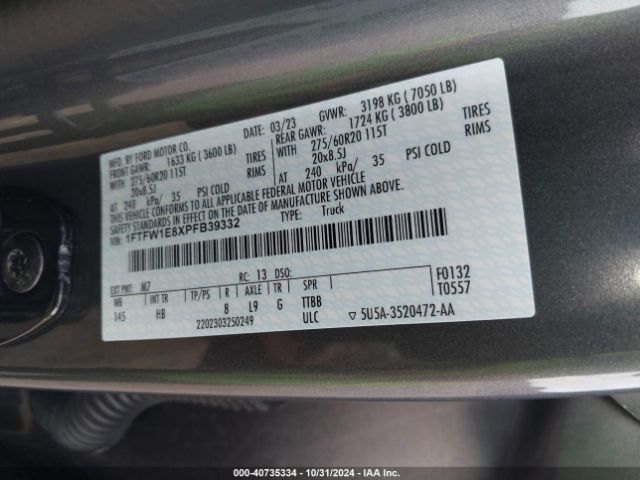 MFD. BY FORD MOTOR CO.
DATE: 03/23 GVWR: 3198 KG ( 7050 LB)
FRONT GAWR: 1633 KG ( 3600 LB)
REAR GAWR: 1724 KG ( 3800 LB)
WITH 275/60R20 115T TIRES
WITH 275/60R20 115T TIRES
20x8.5J RIMS
20x8.5J RIMS
AT 240 kPa/ 35 PSI COLD
AT 240 kPa/ 35 PSI COLD
THIS VEHICLE CONFORMS TO ALL APPLICABLE FEDERAL MOTOR VEHICLE
SAFETY STANDARDS IN EFFECT ON THE DATE OF MANUFACTURE SHOWN ABOVE.
VIN: 1FTFW1E8XPFB39332 TYPE: Truck
EXT PNT: M7 RC: 13 DSO:
WB INT TR TP/PS R AXLE TR SPR
145 HB B L9 G TTBB
2202303250249 ULC
F0132
T0557
▽ 5U5A-3520472-AA
000-40735334 | 10/31/2024 | IAA Inc.